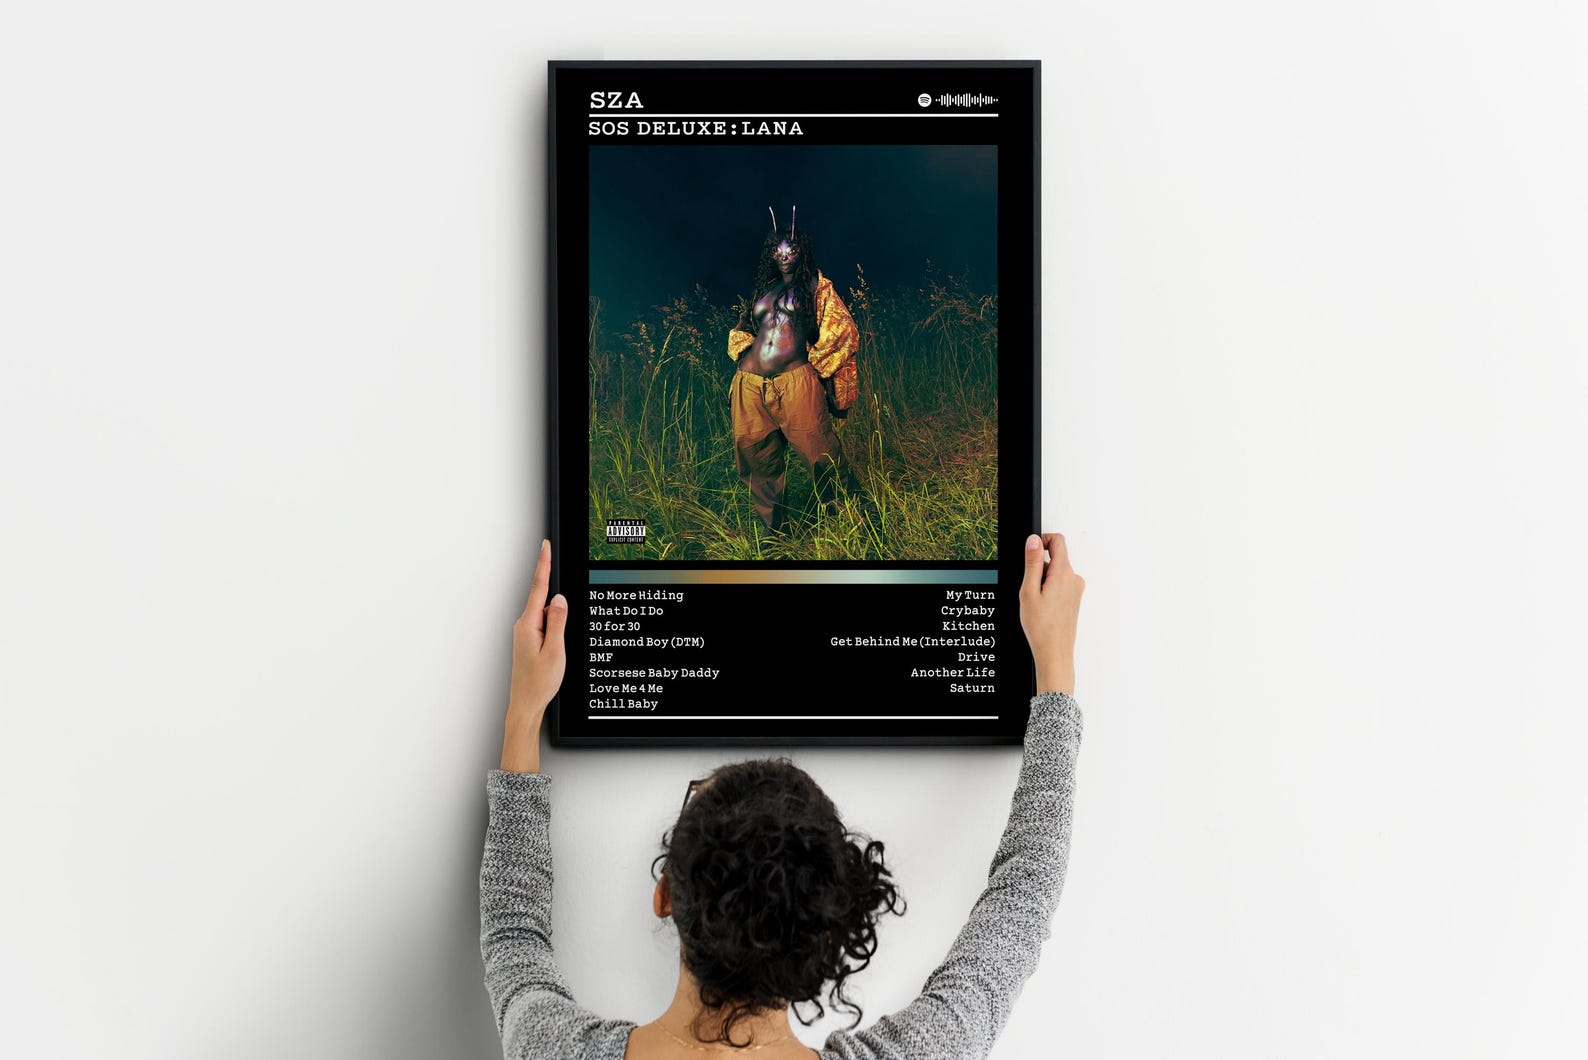 SZA
SOS DELUXE:LANA
PARENTAL
ADVISORY
EXPLICIT CONTENT
No More Hiding
What Do I Do
30 for 30
Diamond Boy (DTM)
BMF
Scorsese Baby Daddy
Love Me 4 Me
Chill Baby
My Turn
Crybaby
Kitchen
Get Behind Me (Interlude)
Drive
Another Life
Saturn